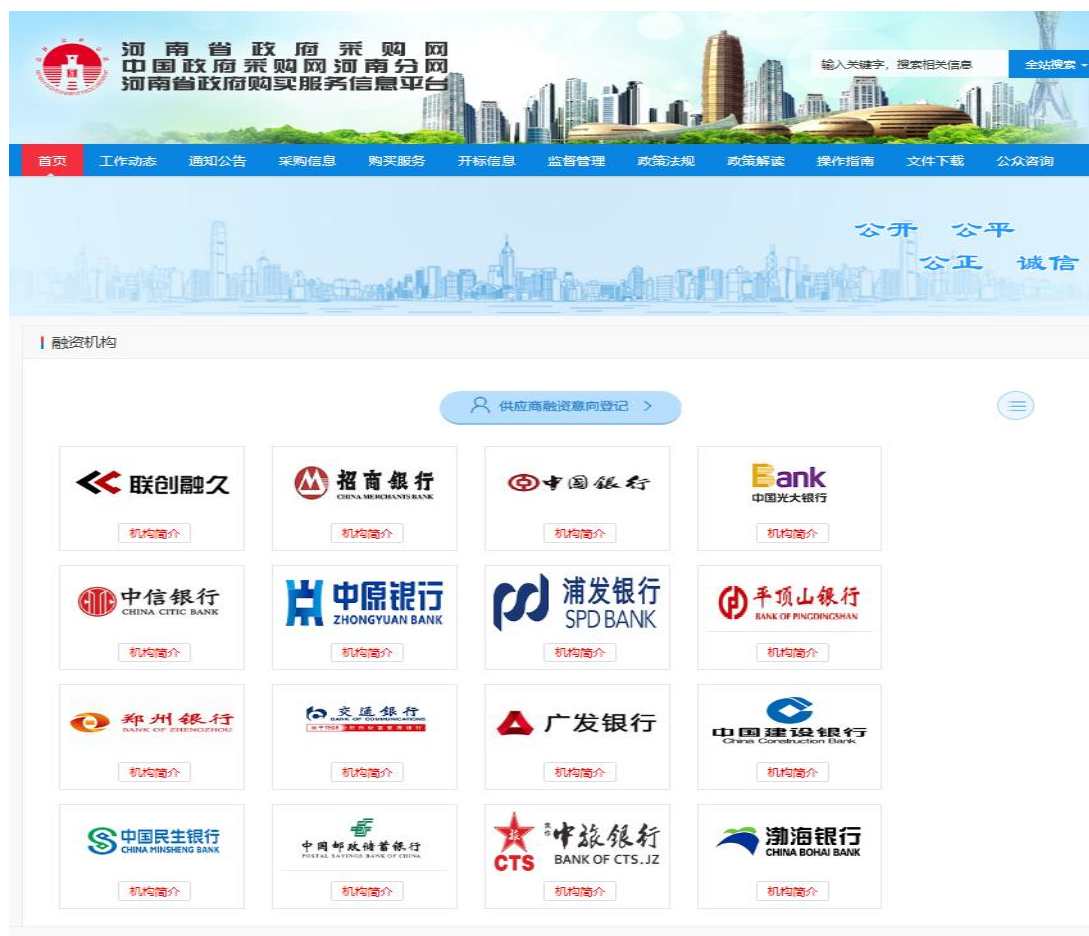 河南省政府采购网
中国政府采购网河南分网
河南省政府购买服务信息平台
输入关键字，搜索相关信息 全站搜索
首页 工作动态 通知公告 采购信息 购买服务 开标信息 监督管理 政策法规 政策解读 操作指南 文件下载 公众咨询
公开 公平
公正 诚信
融资机构
供应商融资意向登记 >
联创融久
机构简介
招商银行
CHINA MERCHANTS BANK
机构简介
中国银行
机构简介
Bank
中国光大银行
机构简介
中信银行
CHINA CITIC BANK
机构简介
中原银行
ZHONGYUAN BANK
机构简介
浦发银行
SPD BANK
机构简介
平顶山银行
BANK OF PINGDINGSHAN
机构简介
郑州银行
BANK OF ZHENGZHOU
机构简介
交通银行
BANK OF COMMUNICATIONS
机构简介
广发银行
机构简介
中国建设银行
China Construction Bank
机构简介
中国民生银行
CHINA MINSHENG BANK
机构简介
中国邮政储蓄银行
POSTAL SAVINGS BANK OF CHINA
机构简介
旅
CTS
焦作中旅银行
BANK OF CTS.JZ
机构简介
渤海银行
CHINA BOHAI BANK
机构简介